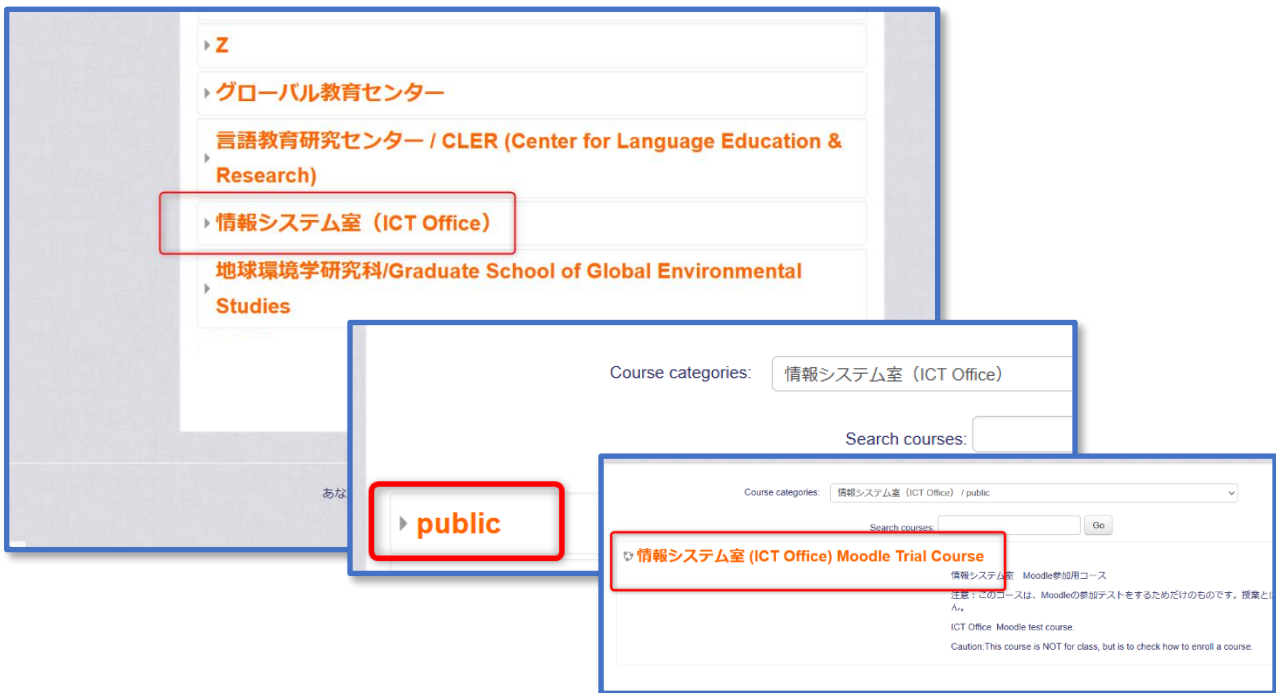 Z
グローバル教育センター
言語教育研究センター / CLER (Center for Language Education &
Research)
情報システム室（ICT Office）
地球環境学研究科/Graduate School of Global Environmental
Studies
あな
Course categories:
情報システム室（ICT Office）
Search courses:
public
Course categories:
情報システム室（ICT Office） / public
Search courses:
Go
情報システム室 (ICT Office) Moodle Trial Course
情報システム室　Moodle参加用コース
注意：このコースは、Moodleの参加テストをするためだけのものです。授業とは
ん。
ICT Office Moodle test course.
Caution:This course is NOT for class, but is to check how to enroll a course.